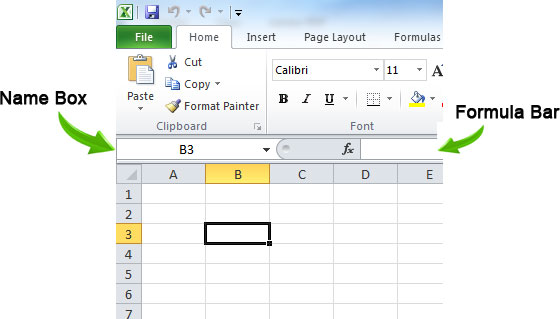 File Home Insert Page Layout Formulas
Cut
Copy
Format Painter
Paste
Clipboard
Calibri 11 A
B I U
Font
Name Box
Formula Bar
B3 fx
A B C D E
1
2
3
4
5
6
7